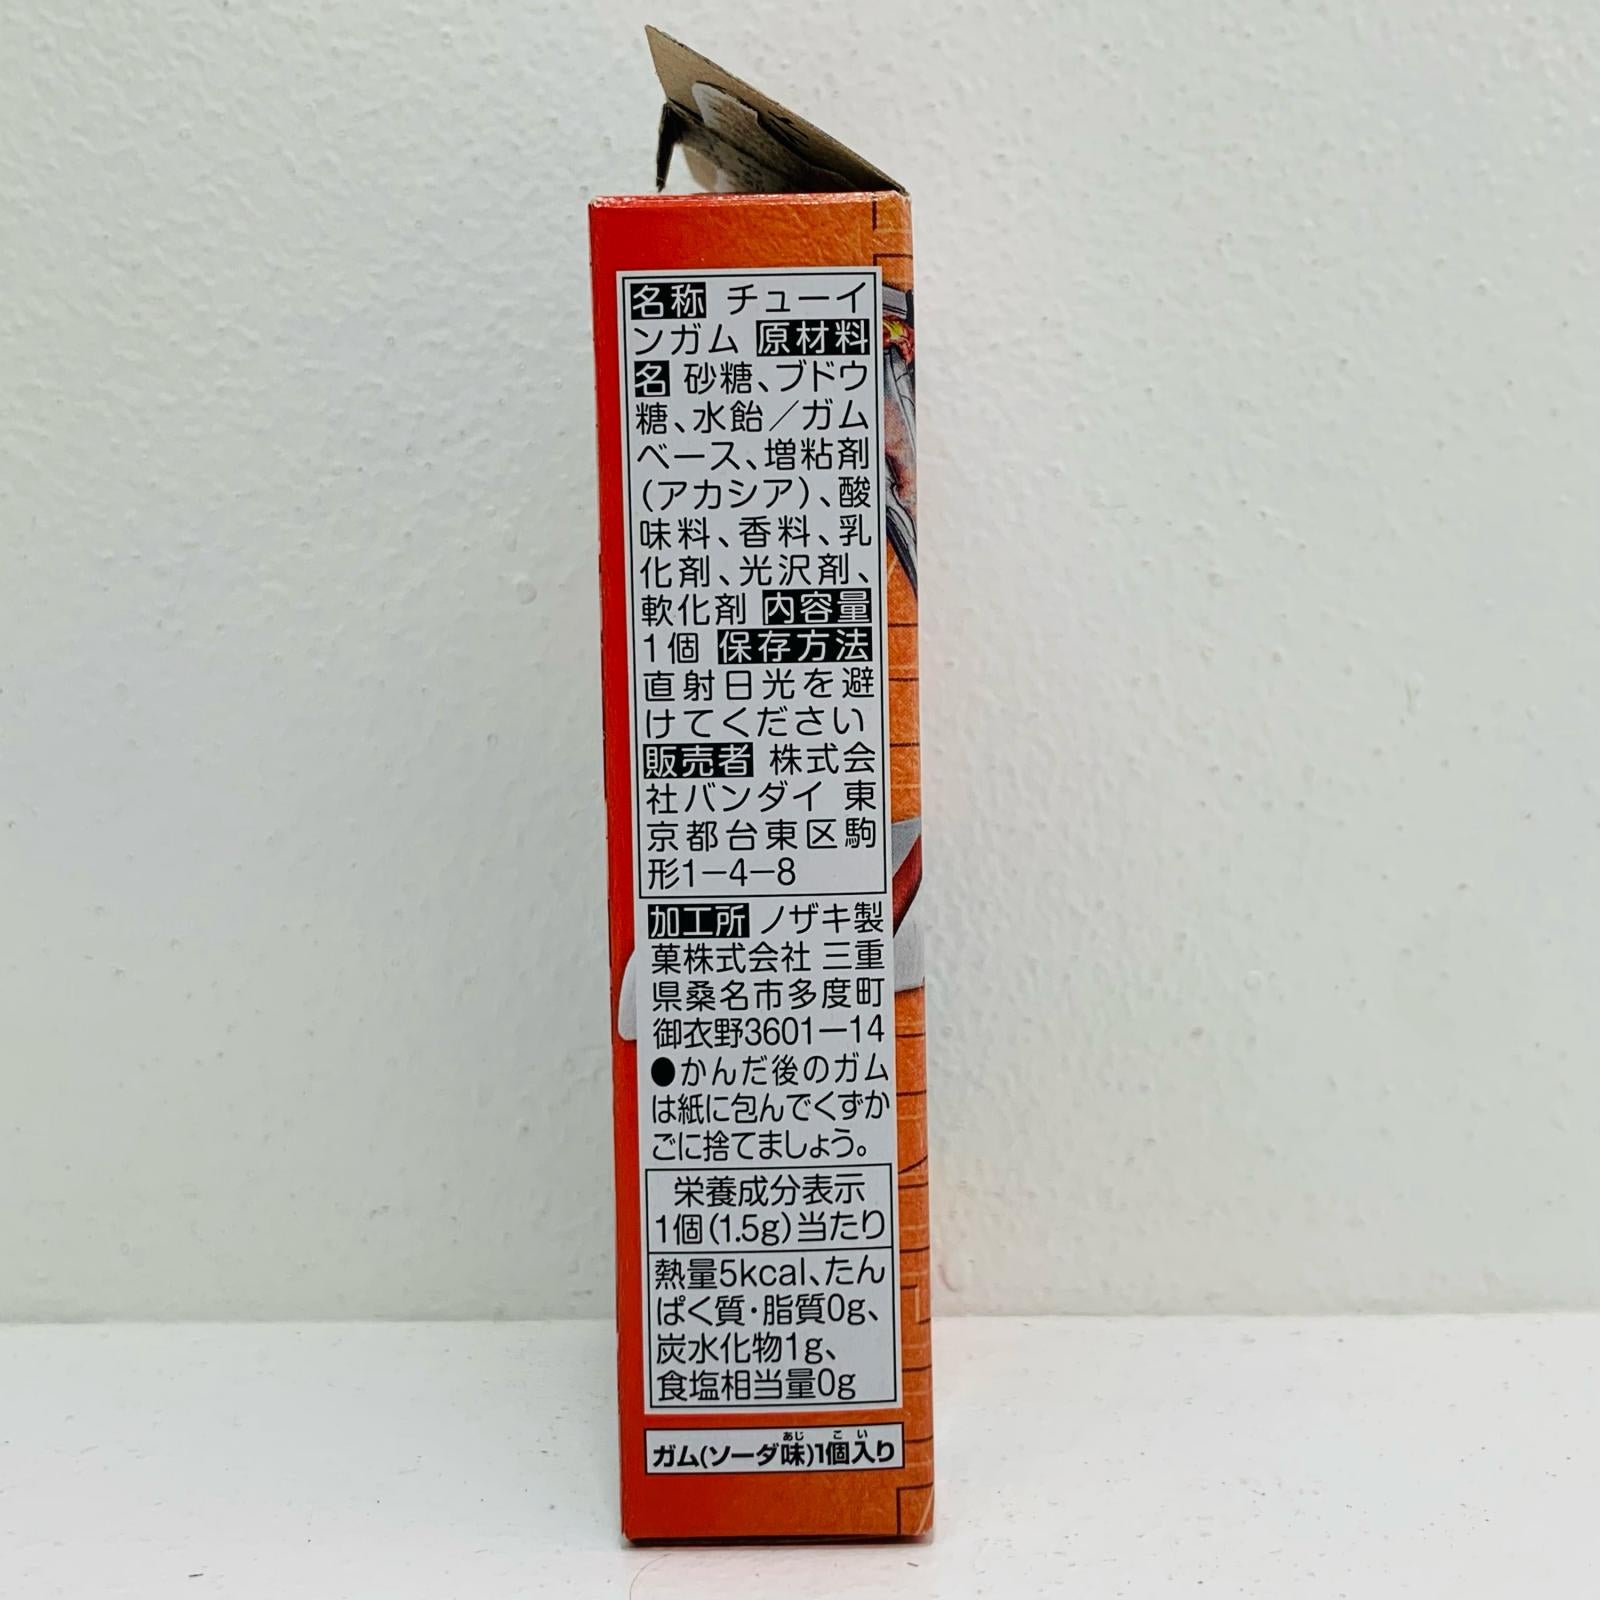 名称 チューイ
ンガム 原材料
名 砂糖、ブドウ
糖、水飴／ガム
ベース、増粘剤
(アカシア)、酸
味料、香料、乳
化剤、光沢剤、
軟化剤 内容量
1個 保存方法
直射日光を避
けてください
販売者 株式会
社バンダイ 東
京都台東区駒
形1－4－8
加工所 ノザキ製
菓株式会社 三重
県桑名市多度町
御衣野3601－14
●かんだ後のガム
は紙に包んでくずか
ごに捨てましょう。
栄養成分表示
1個(1.5g)当たり
熱量5kcal、たん
ぱく質・脂質0g、
炭水化物1g、
食塩相当量0g
あじ こ い
ガム(ソーダ味)1個入り